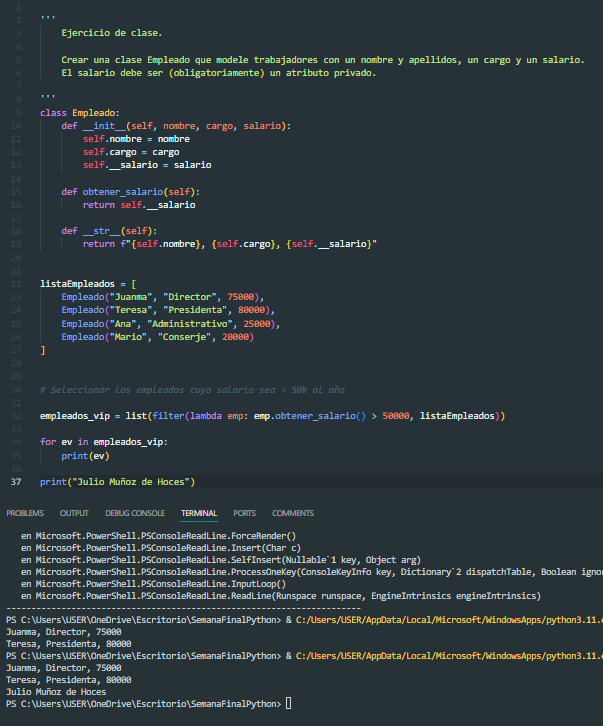 1
2 '''
3 Ejercicio de clase.
4
5 Crear una clase Empleado que modele trabajadores con un nombre y apellidos, un cargo y un salario.
6 El salario debe ser (obligatoriamente) un atributo privado.
7
8 '''
9 class Empleado:
10 def __init__(self, nombre, cargo, salario):
11 self.nombre = nombre
12 self.cargo = cargo
13 self.__salario = salario
14
15 def obtener_salario(self):
16 return self.__salario
17
18 def __str__(self):
19 return f"{self.nombre}, {self.cargo}, {self.__salario}"
20
21
22 listaEmpleados = [
23 Empleado("Juanma", "Director", 75000),
24 Empleado("Teresa", "Presidenta", 80000),
25 Empleado("Ana", "Administrativo", 25000),
26 Empleado("Mario", "Conserje", 20000)
27 ]
28
29
30 # Seleccionar los empleados cuyo salario sea > 50k al año
31
32 empleados_vip = list(filter(lambda emp: emp.obtener_salario() > 50000, listaEmpleados))
33
34 for ev in empleados_vip:
35 print(ev)
36
37 print("Julio Muñoz de Hoces")
PROBLEMS OUTPUT DEBUG CONSOLE TERMINAL PORTS COMMENTS
en Microsoft.PowerShell.PSConsoleReadLine.ForceRender()
en Microsoft.PowerShell.PSConsoleReadLine.Insert(Char c)
en Microsoft.PowerShell.PSConsoleReadLine.SelfInsert(Nullable`1 key, Object arg)
en Microsoft.PowerShell.PSConsoleReadLine.ProcessOneKey(ConsoleKeyInfo key, Dictionary`2 dispatchTable, Boolean ignor
en Microsoft.PowerShell.PSConsoleReadLine.InputLoop()
en Microsoft.PowerShell.PSConsoleReadLine.ReadLine(Runspace runspace, EngineIntrinsics engineIntrinsics)
-------------------------------------------------------------------
PS C:\Users\USER\OneDrive\Escritorio\SemanaFinalPython> & C:/Users/USER/AppData/Local/Microsoft/WindowsApps/python3.11.e
Juanma, Director, 75000
Teresa, Presidenta, 80000
PS C:\Users\USER\OneDrive\Escritorio\SemanaFinalPython> & C:/Users/USER/AppData/Local/Microsoft/WindowsApps/python3.11.e
Juanma, Director, 75000
Teresa, Presidenta, 80000
Julio Muñoz de Hoces
PS C:\Users\USER\OneDrive\Escritorio\SemanaFinalPython>